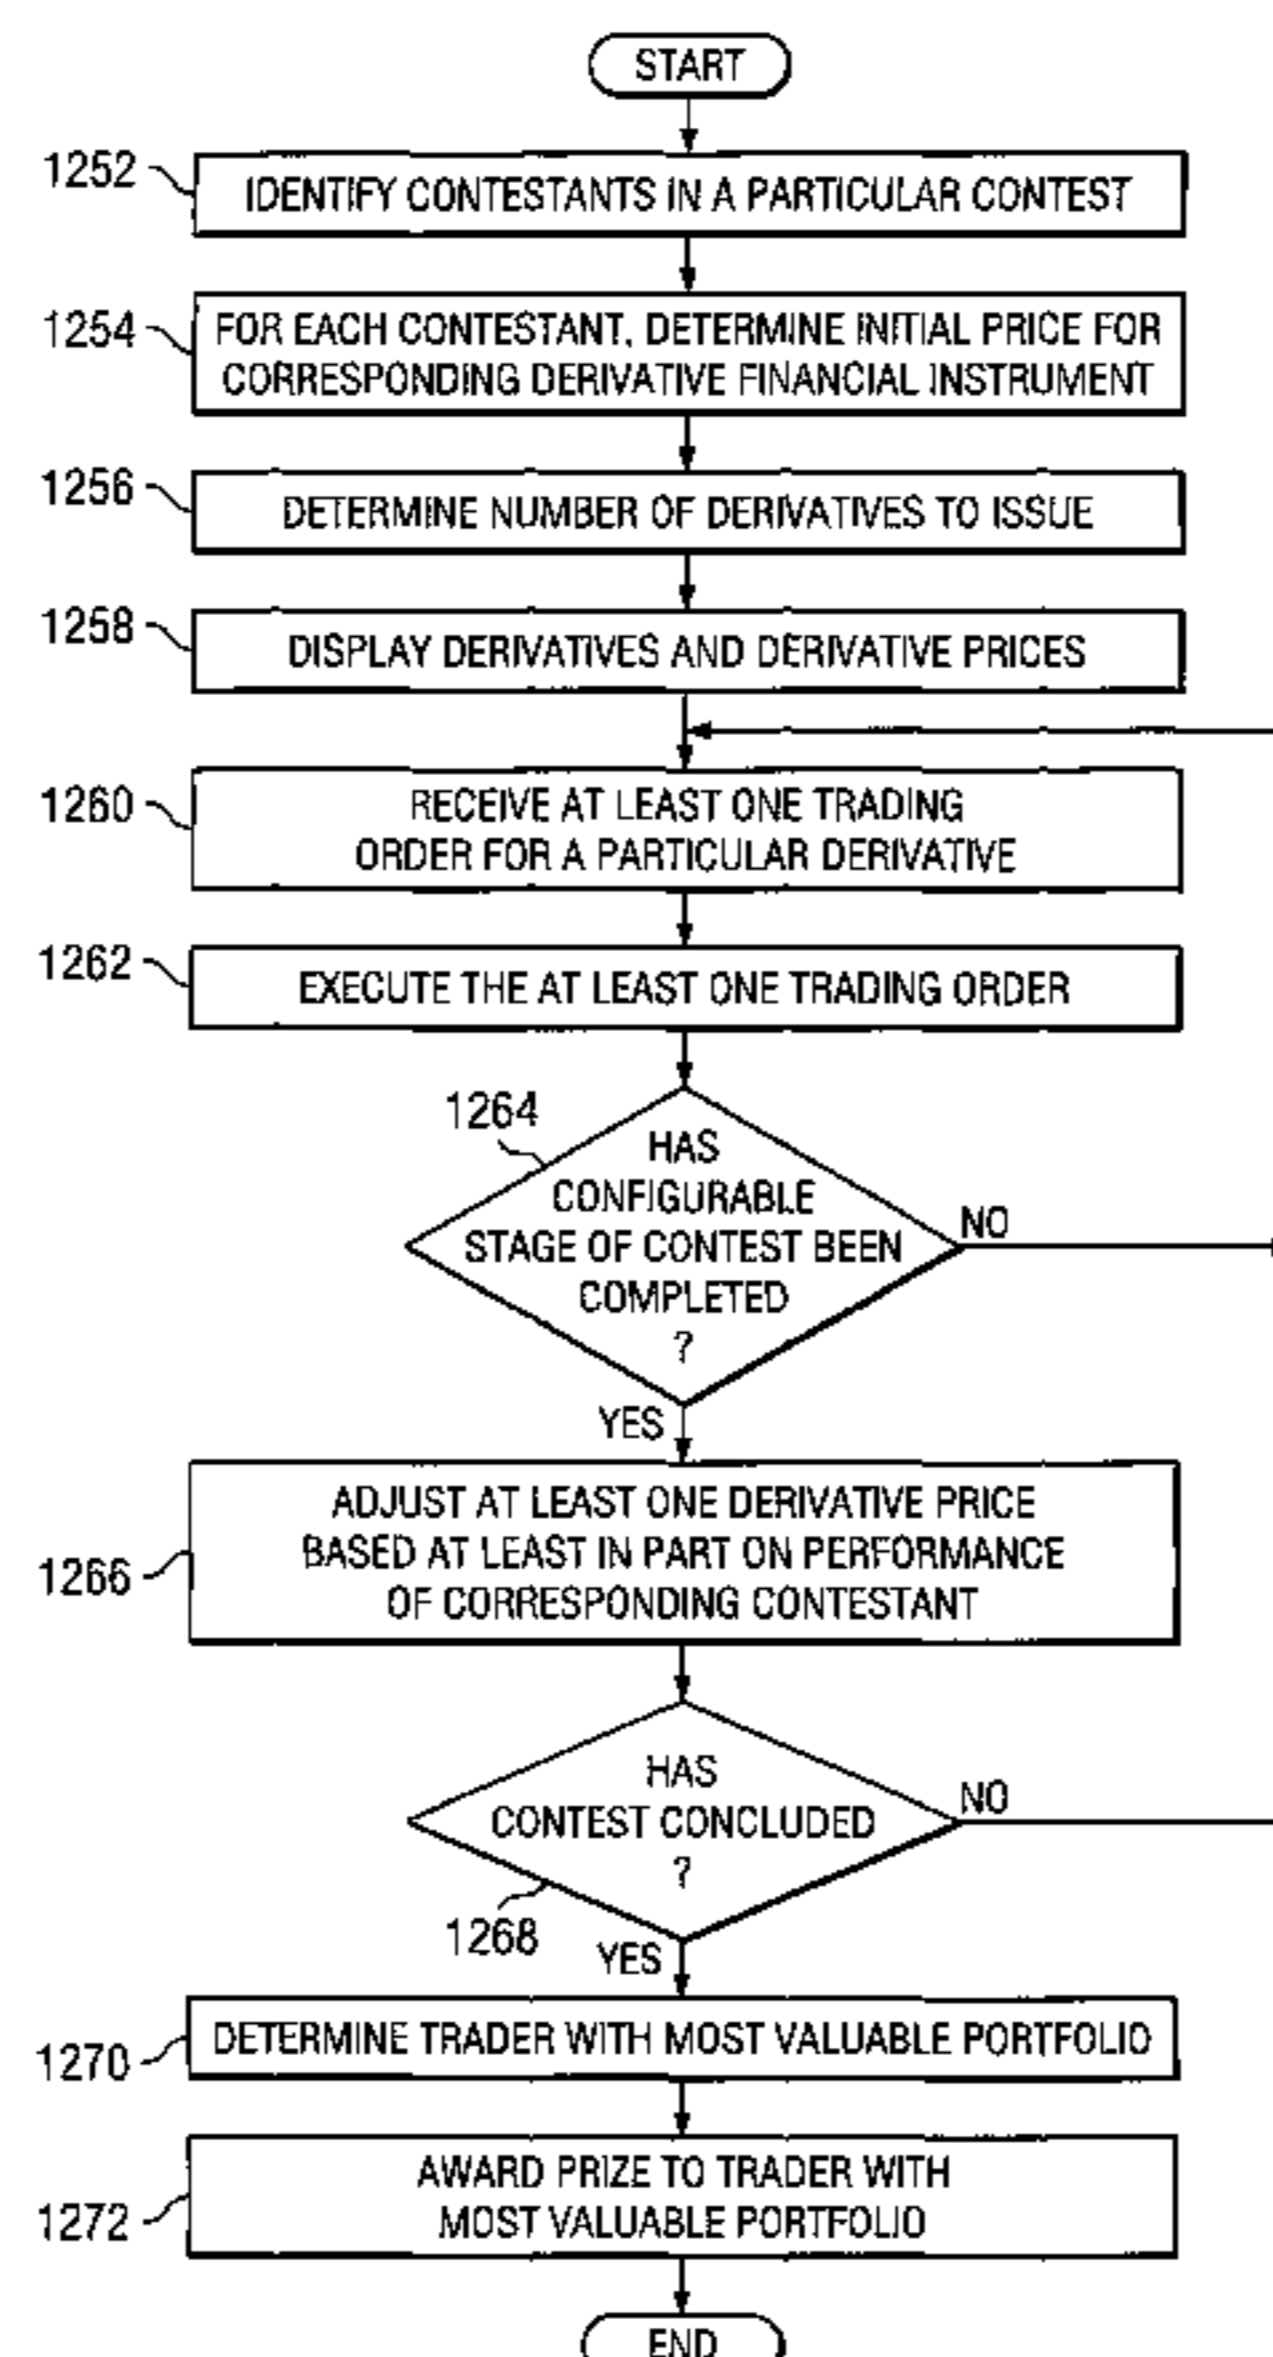 START
1252
IDENTIFY CONTESTANTS IN A PARTICULAR CONTEST
1254
FOR EACH CONTESTANT, DETERMINE INITIAL PRICE FOR
CORRESPONDING DERIVATIVE FINANCIAL INSTRUMENT
1256
DETERMINE NUMBER OF DERIVATIVES TO ISSUE
1258
DISPLAY DERIVATIVES AND DERIVATIVE PRICES
1260
RECEIVE AT LEAST ONE TRADING
ORDER FOR A PARTICULAR DERIVATIVE
1262
EXECUTE THE AT LEAST ONE TRADING ORDER
1264
HAS
CONFIGURABLE
STAGE OF CONTEST BEEN
COMPLETED
?
NO
YES
1266
ADJUST AT LEAST ONE DERIVATIVE PRICE
BASED AT LEAST IN PART ON PERFORMANCE
OF CORRESPONDING CONTESTANT
HAS
CONTEST CONCLUDED
?
NO
1268
YES
1270
DETERMINE TRADER WITH MOST VALUABLE PORTFOLIO
1272
AWARD PRIZE TO TRADER WITH
MOST VALUABLE PORTFOLIO
END